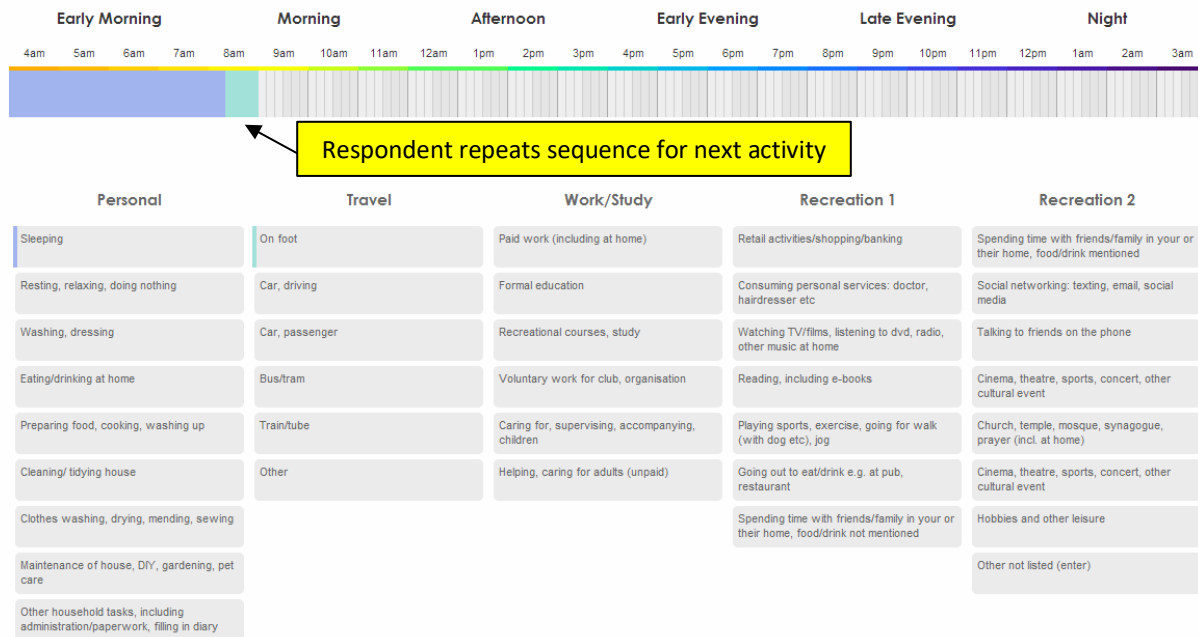 Early Morning Morning Afternoon Early Evening Late Evening Night
4am 5am 6am 7am 8am 9am 10am 11am 12am 1pm 2pm 3pm 4pm 5pm 6pm 7pm 8pm 9pm 10pm 11pm 12pm 1am 2am 3am
Respondent repeats sequence for next activity
Personal
Sleeping
Resting, relaxing, doing nothing
Washing, dressing
Eating/drinking at home
Preparing food, cooking, washing up
Cleaning/ tidying house
Clothes washing, drying, mending, sewing
Maintenance of house, DIY, gardening, pet
care
Other household tasks, including
administration/paperwork, filling in diary
Travel
On foot
Car, driving
Car, passenger
Bus/tram
Train/tube
Other
Work/Study
Paid work (including at home)
Formal education
Recreational courses, study
Voluntary work for club, organisation
Caring for, supervising, accompanying,
children
Helping, caring for adults (unpaid)
Recreation 1
Retail activities/shopping/banking
Consuming personal services: doctor,
hairdresser etc
Watching TV/films, listening to dvd, radio,
other music at home
Reading, including e-books
Playing sports, exercise, going for walk
(with dog etc), jog
Going out to eat/drink e.g. at pub,
restaurant
Spending time with friends/family in your or
their home, food/drink not mentioned
Recreation 2
Spending time with friends/family in your or
their home, food/drink mentioned
Social networking: texting, email, social
media
Talking to friends on the phone
Cinema, theatre, sports, concert, other
cultural event
Church, temple, mosque, synagogue,
prayer (incl. at home)
Cinema, theatre, sports, concert, other
cultural event
Hobbies and other leisure
Other not listed (enter)